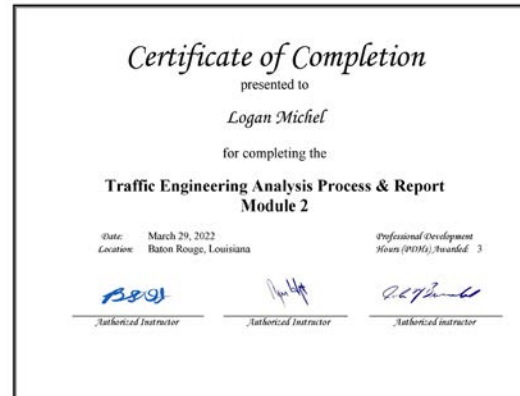 Certificate of Completion
presented to
Logan Michel
for completing the
Traffic Engineering Analysis Process & Report
Module 2
Date: March 29, 2022
Location: Baton Rouge, Louisiana
Professional Development
Hours (PDHs) Awarded: 3
Authorized Instructor
Authorized Instructor
Authorized instructor